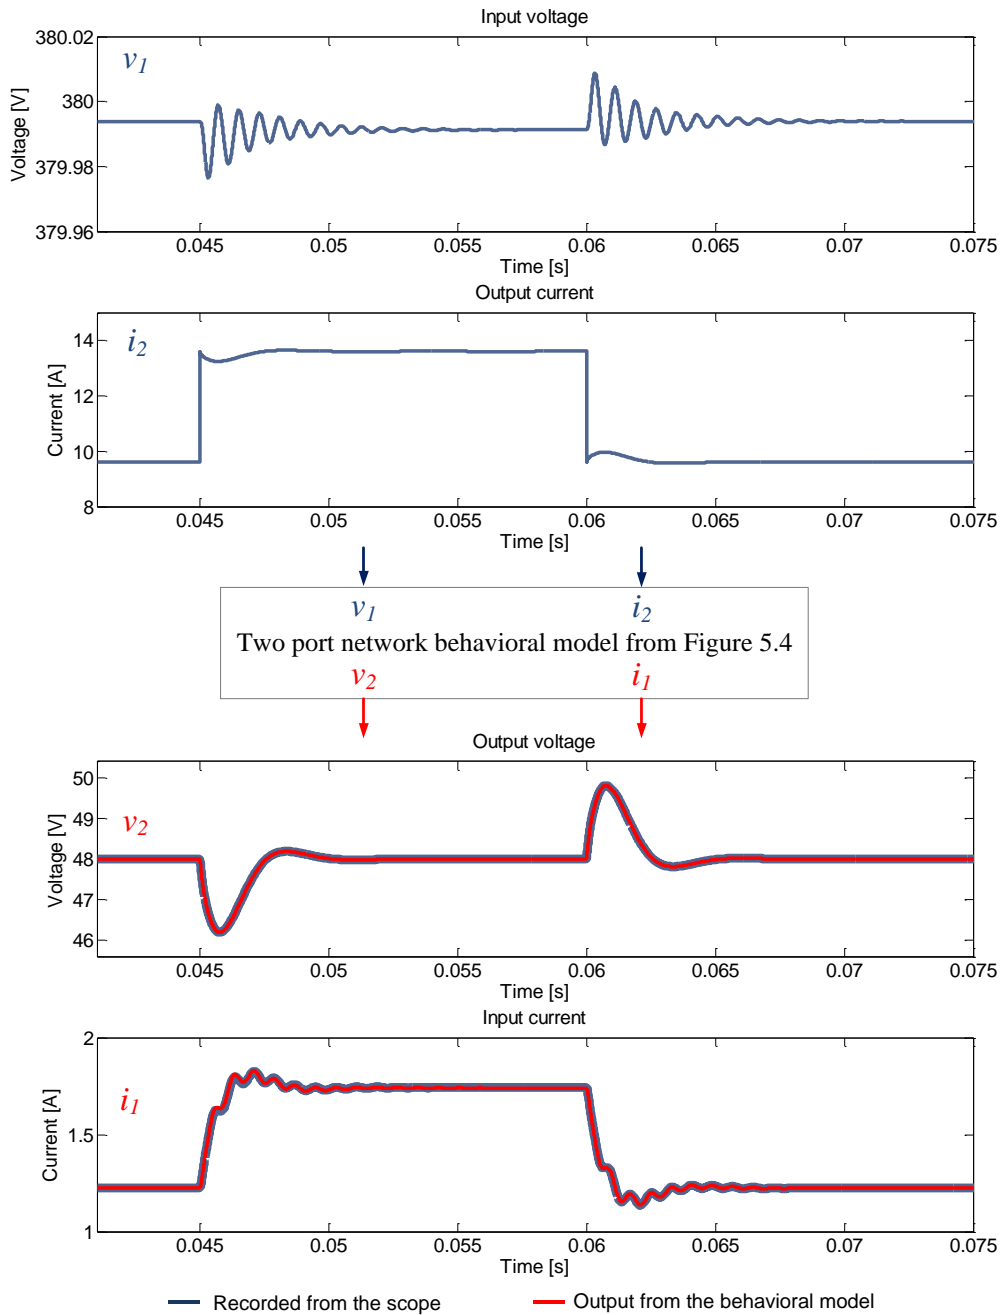 Input voltage
380.02
380
379.98
379.96
Voltage [V]
v1
0.045 0.05 0.055 0.06 0.065 0.07 0.075
Time [s]
Output current
14
12
10
8
Current [A]
i2
0.045 0.05 0.055 0.06 0.065 0.07 0.075
Time [s]
v1 i2
Two port network behavioral model from Figure 5.4
v2 i1
Output voltage
50
49
48
47
46
Voltage [V]
v2
0.045 0.05 0.055 0.06 0.065 0.07 0.075
Time [s]
Input current
2
1.5
1
Current [A]
i1
0.045 0.05 0.055 0.06 0.065 0.07 0.075
Time [s]
Recorded from the scope Output from the behavioral model